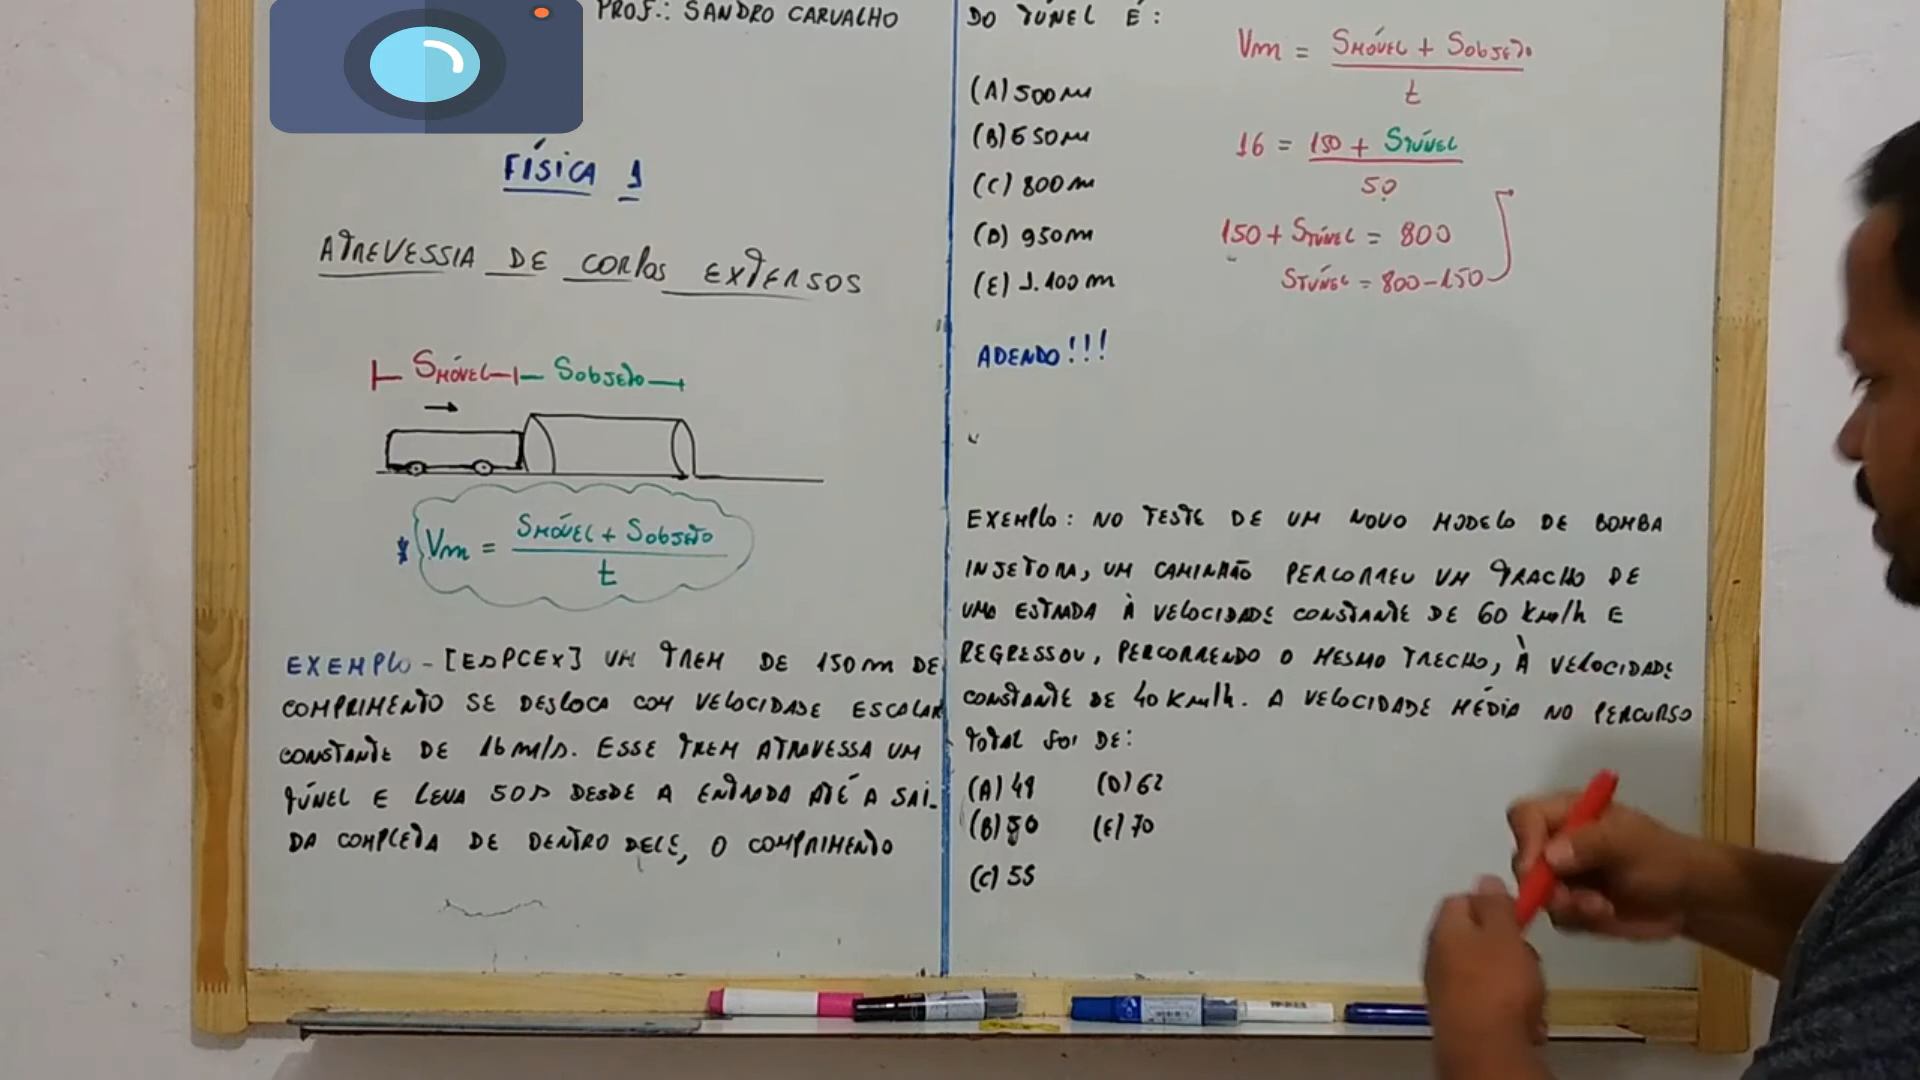 PROF.: SANDRO CARVALHO
FÍSICA 1
ATREVESSIA DE CORPOS EXTERSOS
SMÓVEL
SOBJETO
* Vm = SMÓVEL + SOBJETO
t
EXEMPLO - [ESPCEX] UM TREM DE 150m DE
COMPRIMENTO SE DESLOCA COM VELOCIDADE ESCALAR
CONSTANTE DE 16 m/s. ESSE TREM ATRAVESSA UM
TÚNEL E LEVA 50s DESDE A ENTRADA ATÉ A SAÍ-
DA COMPLETA DE DENTRO DELE, O COMPRIMENTO
DO TÚNEL É:
(A) 500m
(B) 650m
(C) 800m
(D) 950m
(E) 1.100m
Vm = SMÓVEL + SOBJETO
t
16 = 150 + STÚNEL
50
150 + STÚNEL = 800
STÚNEL = 800-150
ADENDO!!!
EXEMPLO: NO TESTE DE UM NOVO MODELO DE BOMBA
INJETORA, UM CAMINHÃO PERCORREU UM TRACHO DE
UMA ESTRADA À VELOCIDADE CONSTANTE DE 60 Km/h E
REGRESSOU, PERCORRENDO O MESMO TRECHO, À VELOCIDADE
CONSTANTE DE 40 Km/h. A VELOCIDADE MÉDIA NO PERCURSO
TOTAL FOI DE:
(A) 48 (D) 62
(B) 50 (E) 70
(C) 55